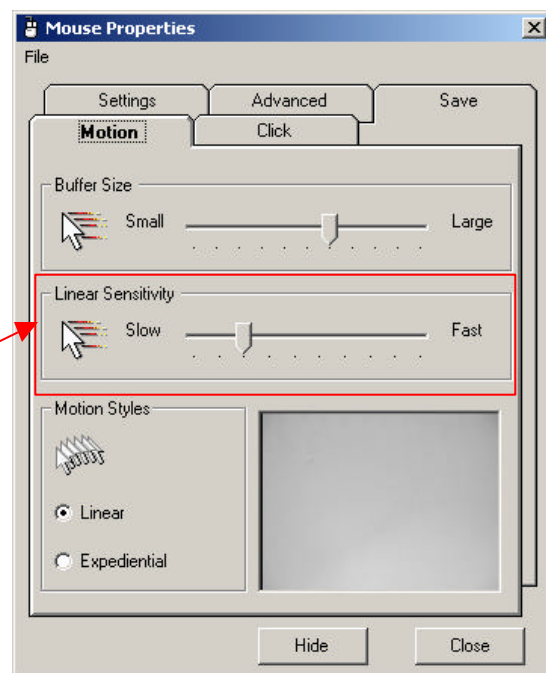 Mouse Properties
File
Settings Advanced Save
Motion Click
Buffer Size
Small Large
Linear Sensitivity
Slow Fast
Motion Styles
Linear
Expediential
Hide Close